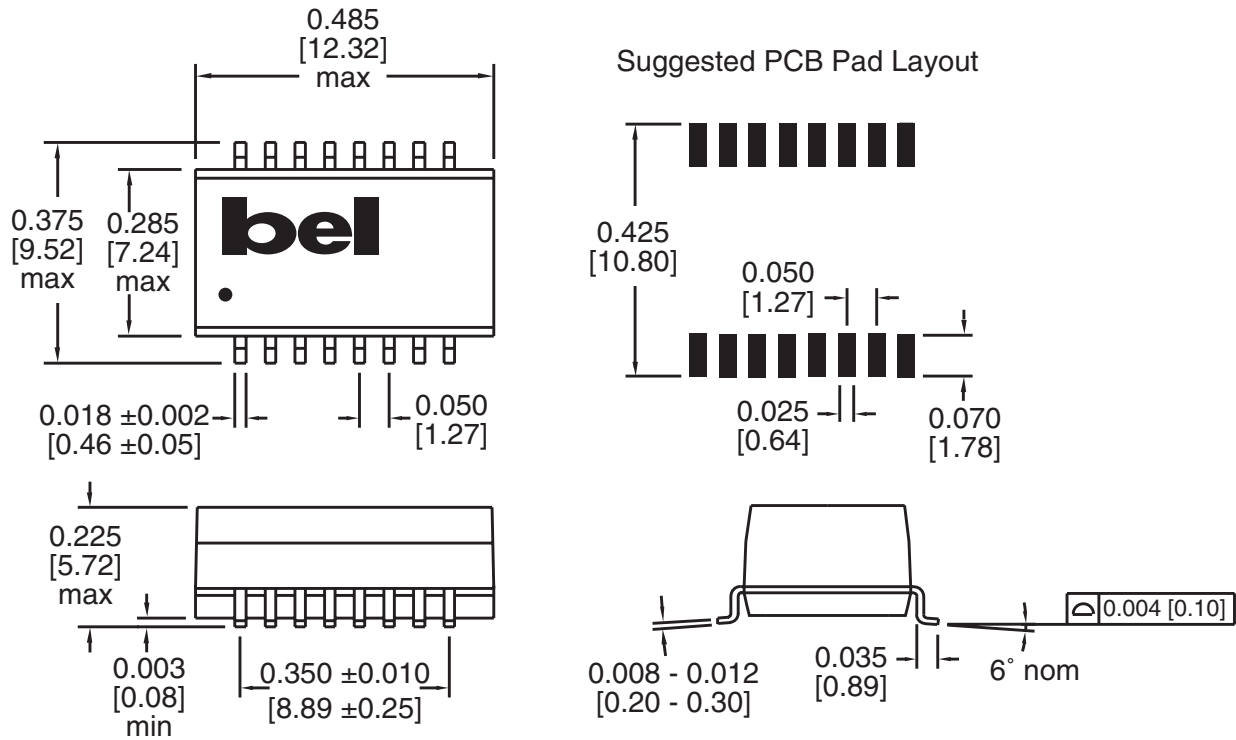 0.485
[12.32]
max
Suggested PCB Pad Layout
0.375
[9.52]
max
0.285
[7.24]
max
bel
0.425
[10.80]
0.050
[1.27]
0.018 ±0.002
[0.46 ±0.05]
0.050
[1.27]
0.025
[0.64]
0.070
[1.78]
0.225
[5.72]
max
0.003
[0.08]
min
0.350 ±0.010
[8.89 ±0.25]
0.008 - 0.012
[0.20 - 0.30]
0.035
[0.89]
6° nom
0.004 [0.10]